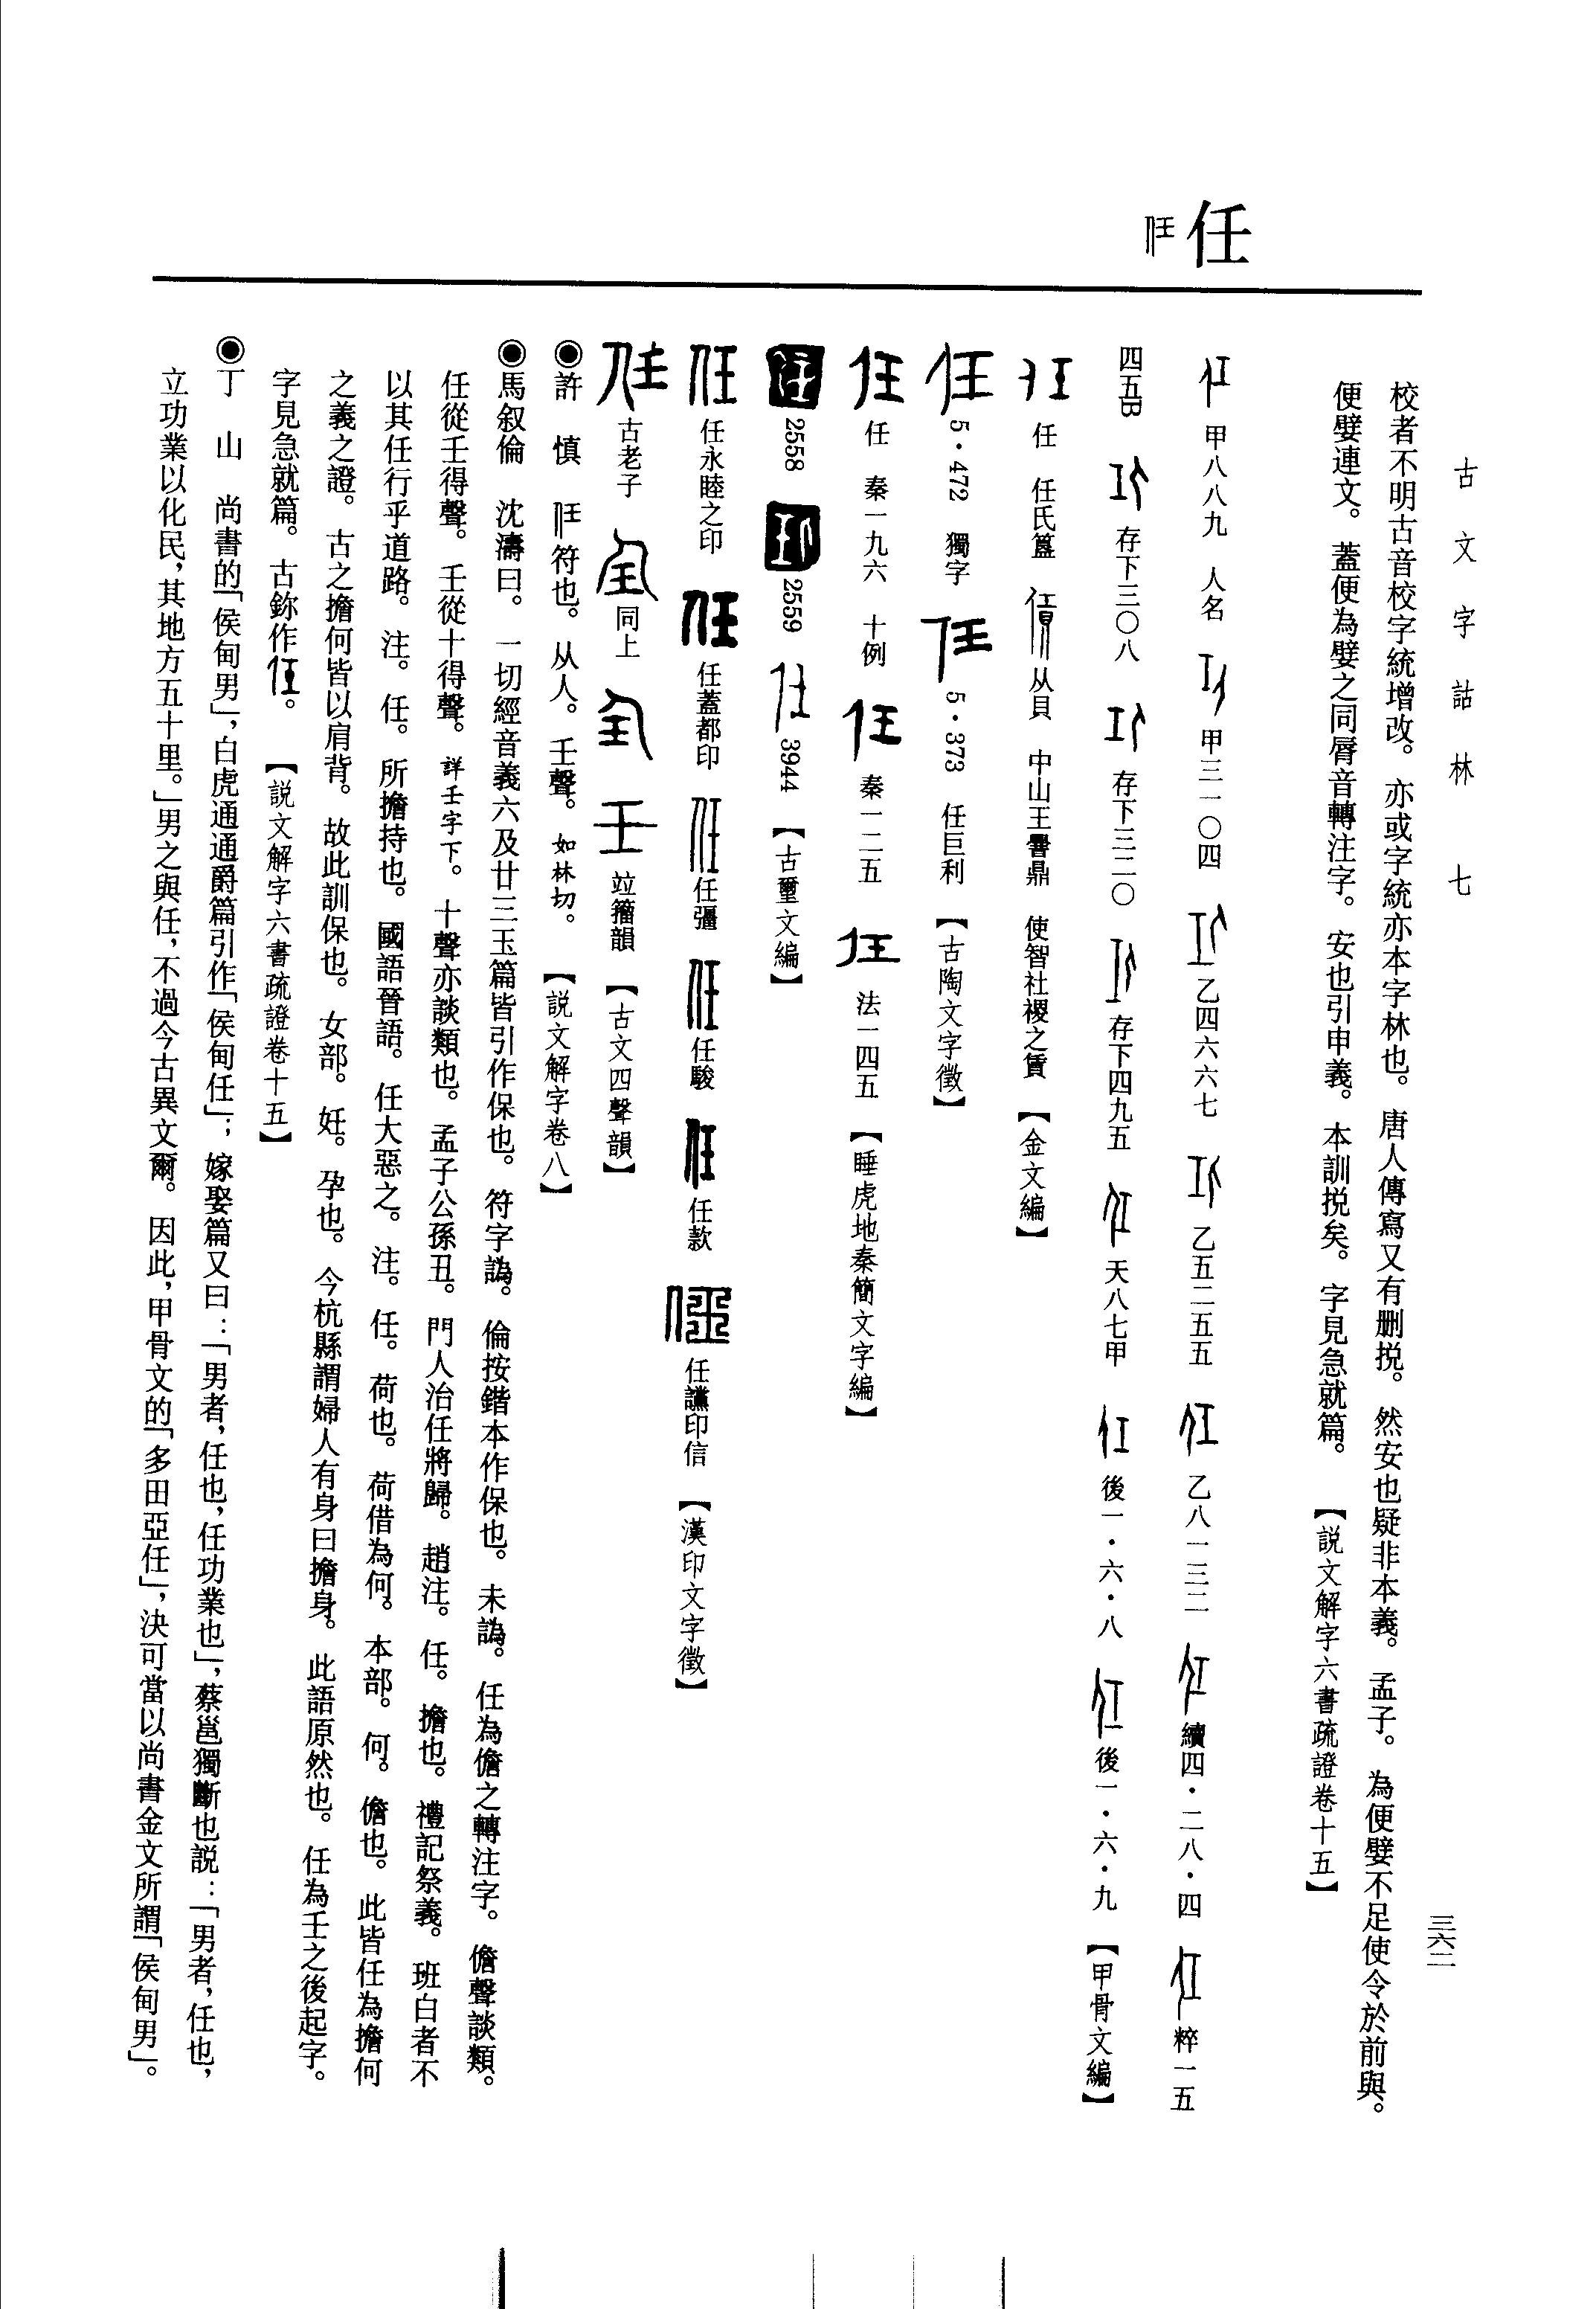 古文字詁林 七
三六二
校者不明古音校字統增改。亦或字統亦本字林也。唐人傳寫又有删捝。然安也疑非本義。孟子。為便嬖不足使令於前與。
便嬖連文。蓋便為嬖之同脣音轉注字。安也引申義。本訓捝矣。字見急就篇。 【説文解字六書疏證卷十五】
任
甲八八九 人名 甲三一〇四 乙四六六七 乙五二五五 乙八一三二 續四・二八・四 粹一五
四五B 存下三〇八 存下三二〇 存下四九五 天八七甲 後一・六・八 後一・六・九 【甲骨文編】
任 任氏簋 从貝 中山王𰯼鼎 使智社稷之賃 【金文編】
5・472 獨字 5・373 任巨利 【古陶文字徵】
任 秦一九六 十例 秦一二五 法一四五 【睡虎地秦簡文字編】
2558 2559 3944 【古璽文編】
任永睦之印 任蓋都印 任彊 任駿 任款 任讜印信 【漢印文字徵】
古老子 同上 竝籀韻 【古文四聲韻】
◉許 慎 符也。从人。壬聲。如林切。 【説文解字卷八】
◉馬叙倫 沈濤曰。一切經音義六及廿三玉篇皆引作保也。符字譌。倫按鍇本作保也。未譌。任為儋之轉注字。儋聲談類。
任從壬得聲。壬從十得聲。詳壬字下。十聲亦談類也。孟子公孫丑。門人治任將歸。趙注。任。擔也。禮記祭義。班白者不
以其任行乎道路。注。任。所擔持也。國語晉語。任大惡之。注。任。荷也。荷借為何。本部。何。儋也。此皆任為擔何
之義之證。古之擔何皆以肩背。故此訓保也。女部。妊。孕也。今杭縣謂婦人有身曰擔身。此語原然也。任為壬之後起字。
字見急就篇。古鉨作。 【説文解字六書疏證卷十五】
◉丁 山 尚書的「侯甸男」，白虎通通爵篇引作「侯甸任」；嫁娶篇又曰：「男者，任也，任功業也」，蔡邕獨斷也説：「男者，任也，
立功業以化民，其地方五十里。」男之與任，不過今古異文爾。因此，甲骨文的「多田亞任」，決可當以尚書金文所謂「侯甸男」。